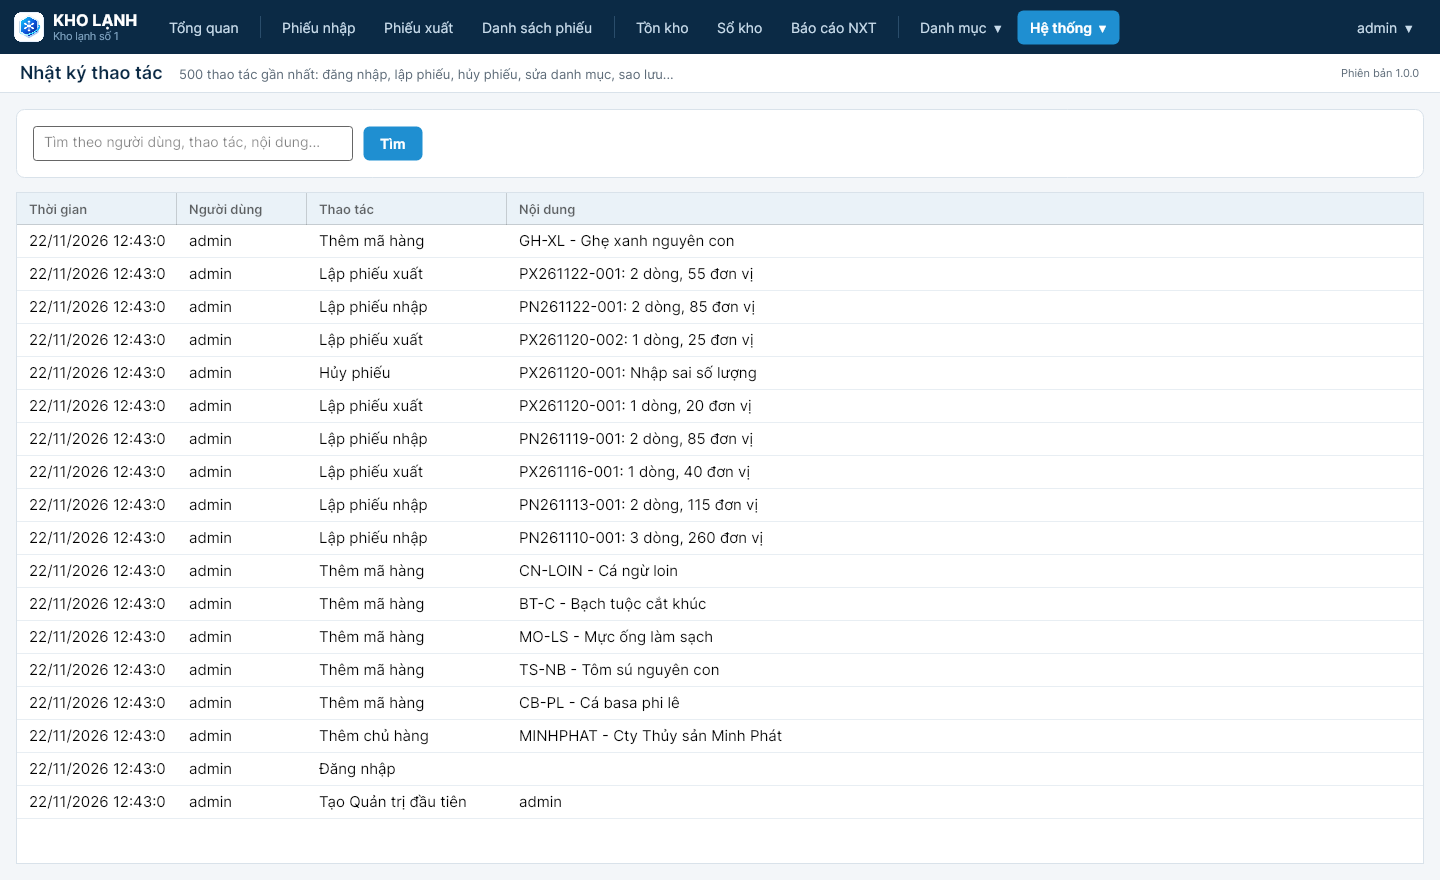 KHO LẠNH
Kho lạnh số 1
Tổng quan Phiếu nhập Phiếu xuất Danh sách phiếu Tồn kho Sổ kho Báo cáo NXT Danh mục ▾ Hệ thống ▾ admin ▾
Nhật ký thao tác 500 thao tác gần nhất: đăng nhập, lập phiếu, hủy phiếu, sửa danh mục, sao lưu... Phiên bản 1.0.0
Tìm theo người dùng, thao tác, nội dung... Tìm
Thời gian Người dùng Thao tác Nội dung
22/11/2026 12:43:0 admin Thêm mã hàng GH-XL - Ghẹ xanh nguyên con
22/11/2026 12:43:0 admin Lập phiếu xuất PX261122-001: 2 dòng, 55 đơn vị
22/11/2026 12:43:0 admin Lập phiếu nhập PN261122-001: 2 dòng, 85 đơn vị
22/11/2026 12:43:0 admin Lập phiếu xuất PX261120-002: 1 dòng, 25 đơn vị
22/11/2026 12:43:0 admin Hủy phiếu PX261120-001: Nhập sai số lượng
22/11/2026 12:43:0 admin Lập phiếu xuất PX261120-001: 1 dòng, 20 đơn vị
22/11/2026 12:43:0 admin Lập phiếu nhập PN261119-001: 2 dòng, 85 đơn vị
22/11/2026 12:43:0 admin Lập phiếu xuất PX261116-001: 1 dòng, 40 đơn vị
22/11/2026 12:43:0 admin Lập phiếu nhập PN261113-001: 2 dòng, 115 đơn vị
22/11/2026 12:43:0 admin Lập phiếu nhập PN261110-001: 3 dòng, 260 đơn vị
22/11/2026 12:43:0 admin Thêm mã hàng CN-LOIN - Cá ngừ loin
22/11/2026 12:43:0 admin Thêm mã hàng BT-C - Bạch tuộc cắt khúc
22/11/2026 12:43:0 admin Thêm mã hàng MO-LS - Mực ống làm sạch
22/11/2026 12:43:0 admin Thêm mã hàng TS-NB - Tôm sú nguyên con
22/11/2026 12:43:0 admin Thêm mã hàng CB-PL - Cá basa phi lê
22/11/2026 12:43:0 admin Thêm chủ hàng MINHPHAT - Cty Thủy sản Minh Phát
22/11/2026 12:43:0 admin Đăng nhập
22/11/2026 12:43:0 admin Tạo Quản trị đầu tiên admin